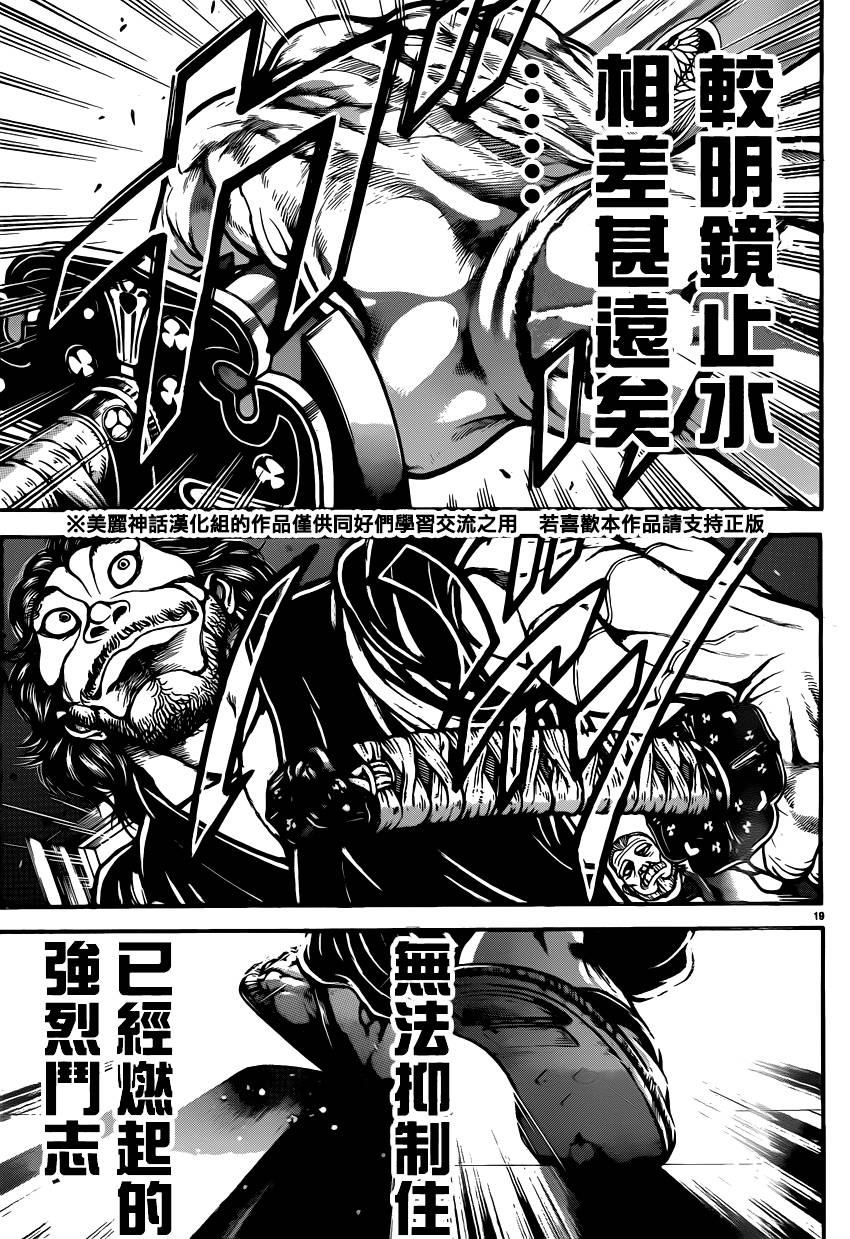 較明鏡止水
相差甚遠矣
……
ガッ
※美麗神話漢化組的作品僅供同好們學習交流之用　若喜歡本作品請支持正版
19
無法抑制住
已經燃起的
強烈鬥志